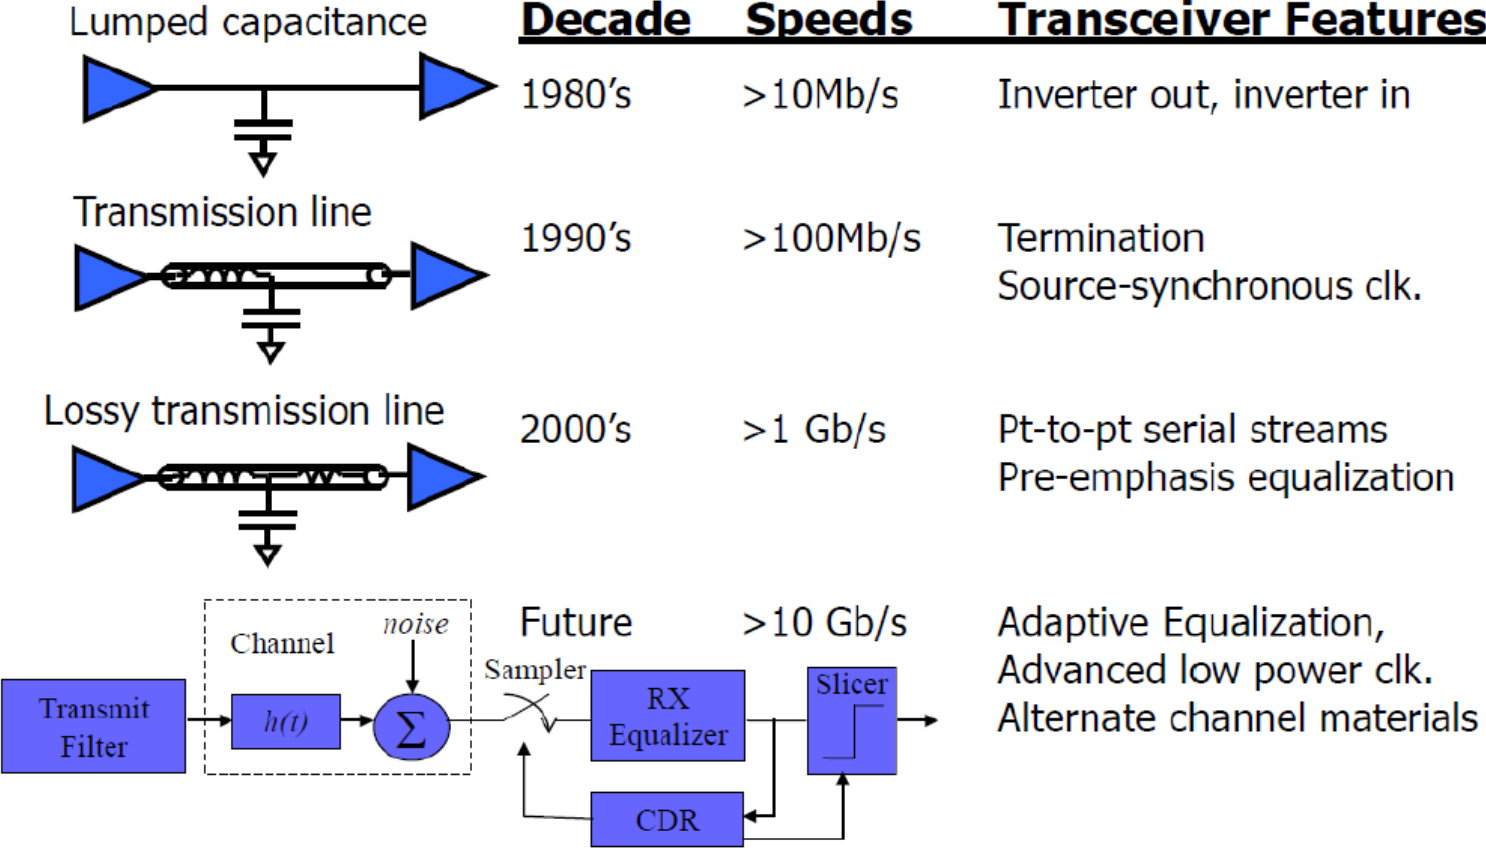 Lumped capacitance
Decade Speeds Transceiver Features
1980’s >10Mb/s Inverter out, inverter in
Transmission line
1990’s >100Mb/s Termination
Source-synchronous clk.
Lossy transmission line
2000’s >1 Gb/s Pt-to-pt serial streams
Pre-emphasis equalization
Future >10 Gb/s Adaptive Equalization,
Advanced low power clk.
Alternate channel materials
Channel
noise
Transmit
Filter
h(t)
Σ
Sampler
RX
Equalizer
Slicer
CDR